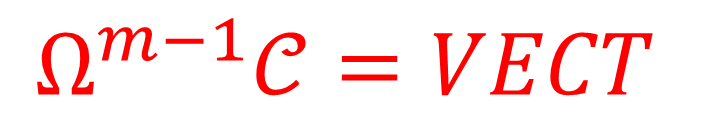 Ω^{m−1}𝒞 = VECT